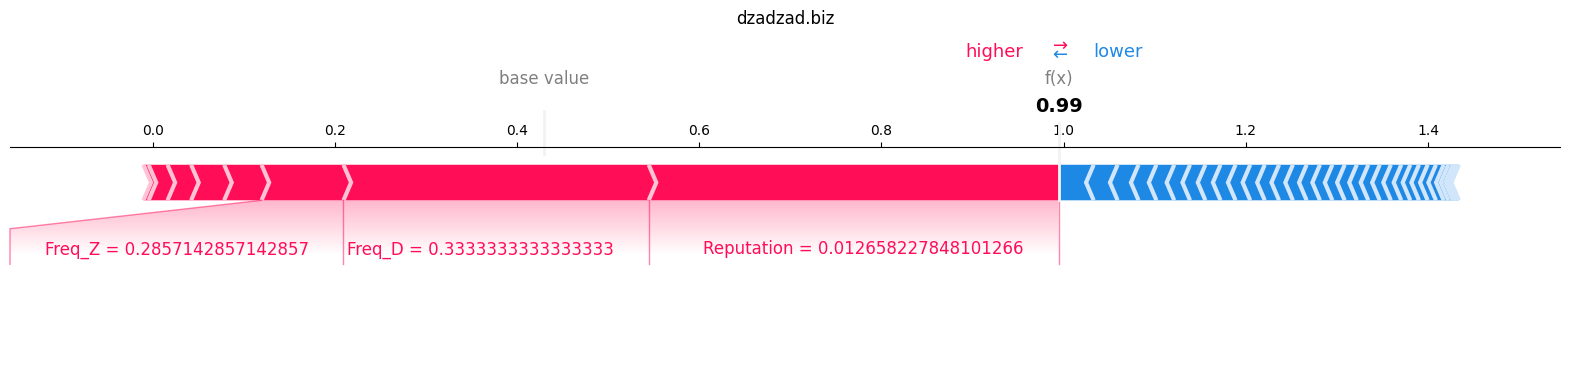 dzadzad.biz
higher ⇄ lower
base value f(x)
0.99
0.0 0.2 0.4 0.6 0.8 1.0 1.2 1.4
Freq_Z = 0.2857142857142857 Freq_D = 0.3333333333333333 Reputation = 0.012658227848101266